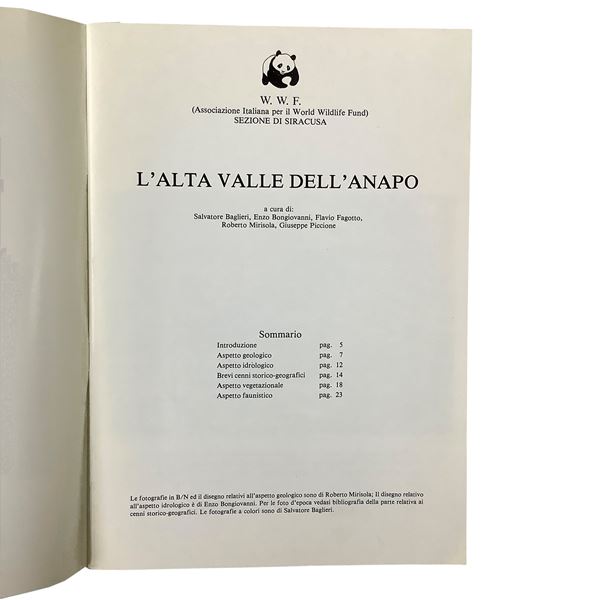 W. W. F.
(Associazione Italiana per il World Wildlife Fund)
SEZIONE DI SIRACUSA
L'ALTA VALLE DELL'ANAPO
a cura di:
Salvatore Baglieri, Enzo Bongiovanni, Flavio Fagotto,
Roberto Mirisola, Giuseppe Piccione
Sommario
Introduzione pag. 5
Aspetto geologico pag. 7
Aspetto idrologico pag. 12
Brevi cenni storico-geografici pag. 14
Aspetto vegetazionale pag. 18
Aspetto faunistico pag. 23
Le fotografie in B/N ed il disegno relativi all'aspetto geologico sono di Roberto Mirisola; Il disegno relativo
all'aspetto idrologico è di Enzo Bongiovanni. Per le foto d'epoca vedasi bibliografia della parte relativa ai
cenni storico-geografici. Le fotografie a colori sono di Salvatore Baglieri.